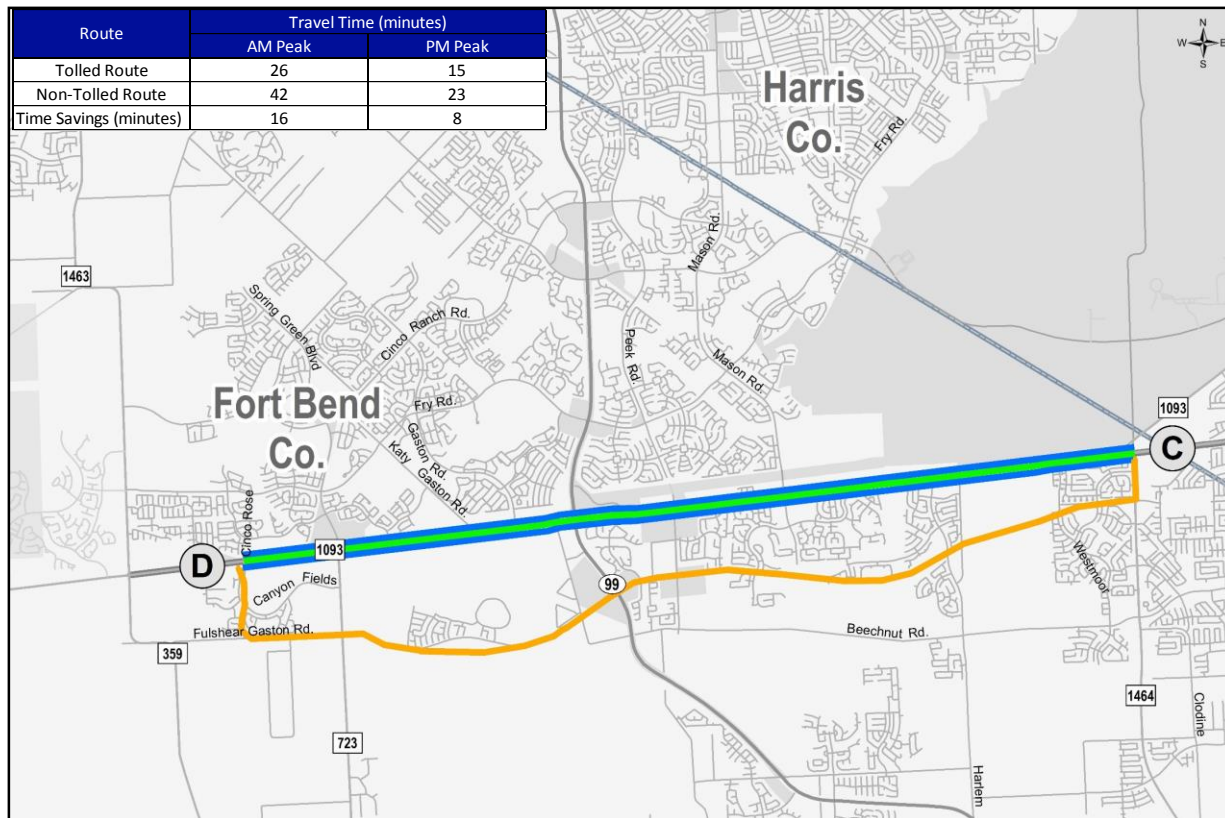 Route Travel Time (minutes)
AM Peak PM Peak
Tolled Route 26 15
Non-Tolled Route 42 23
Time Savings (minutes) 16 8
N
W E
S
Harris
Co.
Fry Rd.
Mason Rd.
1463
Spring Green Blvd
Cinco Ranch Rd.
Peek Rd.
Mason Rd.
Fort Bend
Co.
Fry Rd.
Gaston Rd.
Katy Gaston Rd.
1093
C
Cinco Rose
1093
D
Canyon Fields
99
Westmoor
Fulshear Gaston Rd.
Beechnut Rd.
359
1464
723
Clodine
Harlem